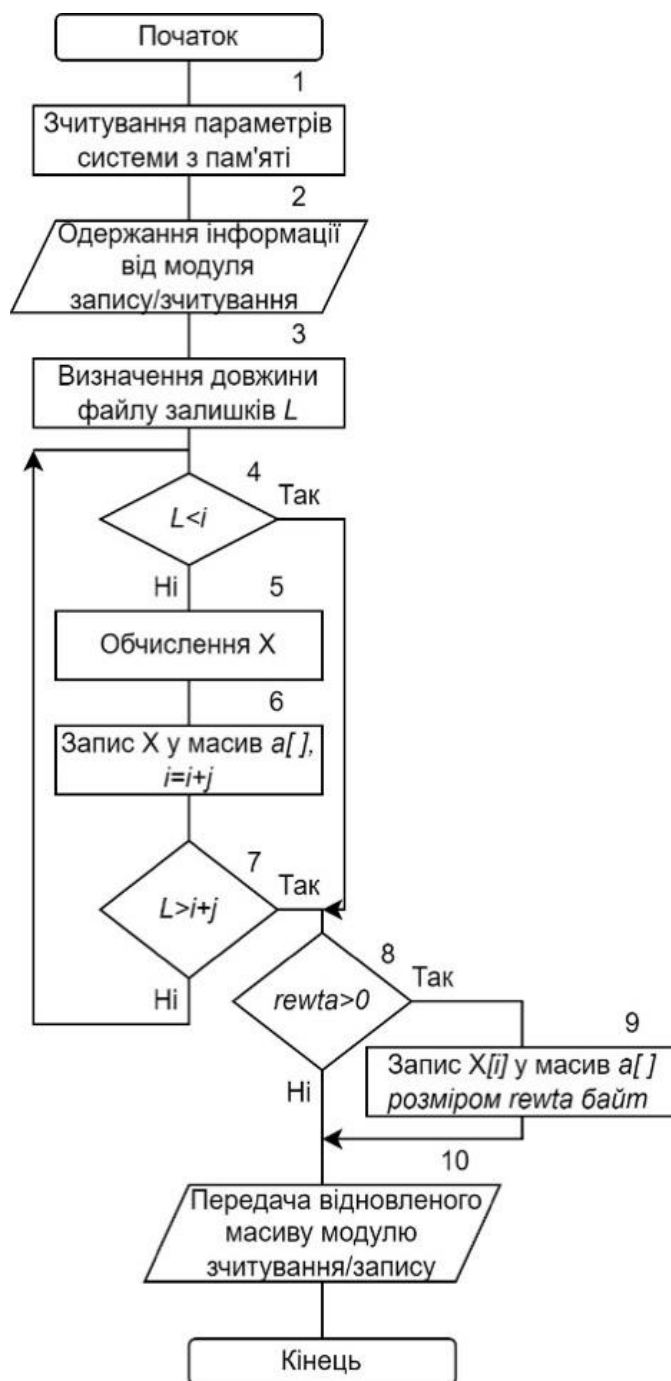 Початок
1
Зчитування параметрів
системи з пам'яті
2
Одержання інформації
від модуля
запису/зчитування
3
Визначення довжини
файлу залишків L
4
L<i
Так
Ні
5
Обчислення X
6
Запис X у масив a[ ],
i=i+j
7
L>i+j
Так
Ні
8
rewta>0
Так
Ні
9
Запис X[i] у масив a[ ]
розміром rewta байт
10
Передача відновленого
масиву модулю
зчитування/запису
Кінець